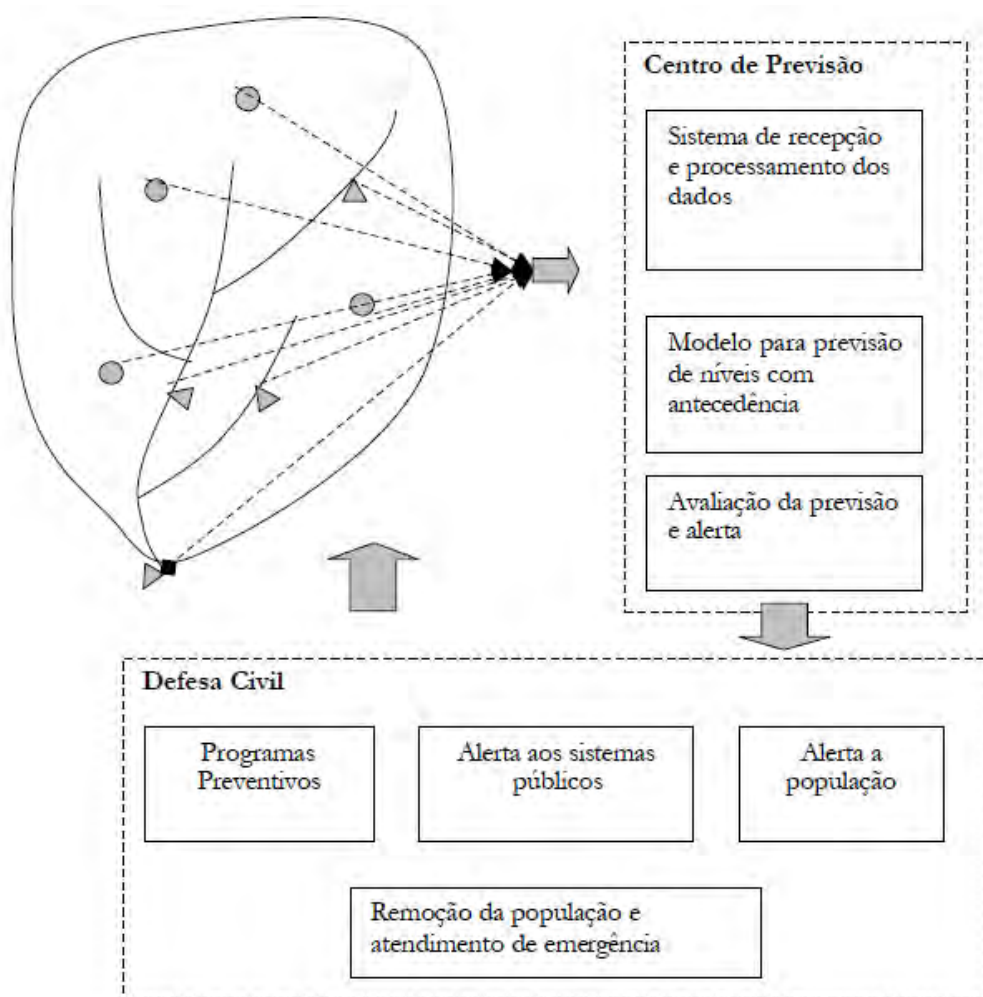 Centro de Previsão
Sistema de recepção
e processamento dos
dados
Modelo para previsão
de níveis com
antecedência
Avaliação da previsão
e alerta
Defesa Civil
Programas
Preventivos
Alerta aos sistemas
públicos
Alerta a
população
Remoção da população e
atendimento de emergência